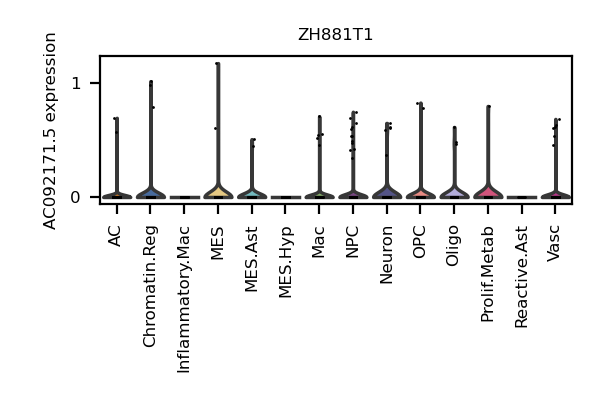 ZH881T1
AC092171.5 expression
1
0
AC
Chromatin.Reg
Inflammatory.Mac
MES
MES.Ast
MES.Hyp
Mac
NPC
Neuron
OPC
Oligo
Prolif.Metab
Reactive.Ast
Vasc